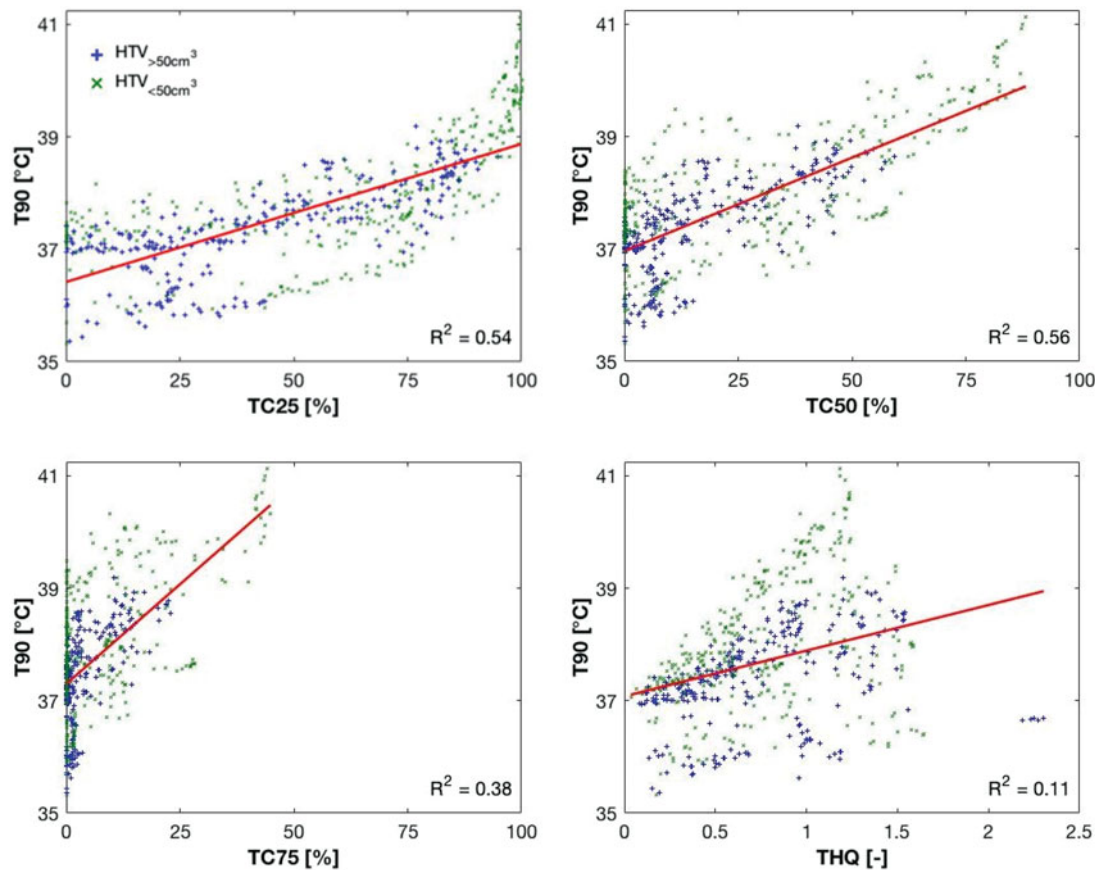 41
39
37
35
T90 [°C]
+ HTV>50cm³
× HTV<50cm³
R² = 0.54
0 25 50 75 100
TC25 [%]
41
39
37
35
T90 [°C]
R² = 0.56
0 25 50 75 100
TC50 [%]
41
39
37
35
T90 [°C]
R² = 0.38
0 25 50 75 100
TC75 [%]
41
39
37
35
T90 [°C]
R² = 0.11
0 0.5 1 1.5 2 2.5
THQ [-]